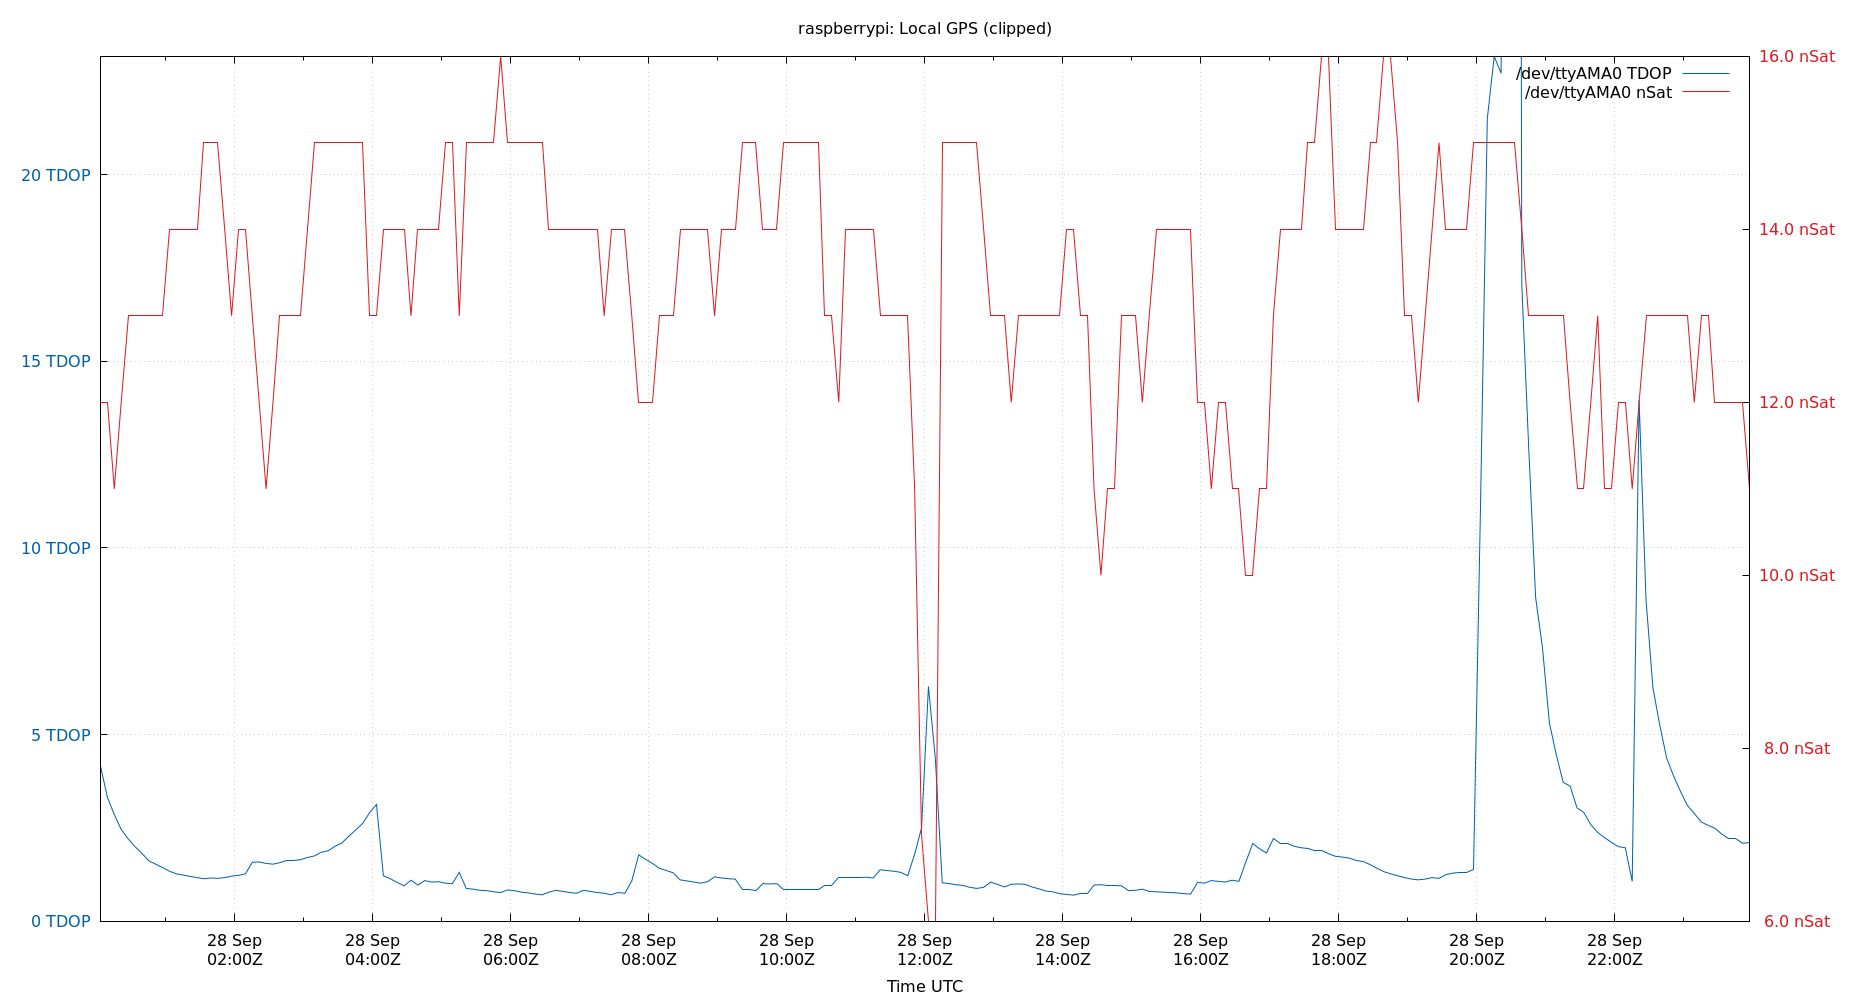 raspberrypi: Local GPS (clipped)
16.0 nSat
/dev/ttyAMA0 TDOP
/dev/ttyAMA0 nSat
20 TDOP
14.0 nSat
15 TDOP
12.0 nSat
10 TDOP
10.0 nSat
5 TDOP
8.0 nSat
0 TDOP
6.0 nSat
28 Sep 28 Sep 28 Sep 28 Sep 28 Sep 28 Sep 28 Sep 28 Sep 28 Sep 28 Sep 28 Sep
02:00Z 04:00Z 06:00Z 08:00Z 10:00Z 12:00Z 14:00Z 16:00Z 18:00Z 20:00Z 22:00Z
Time UTC